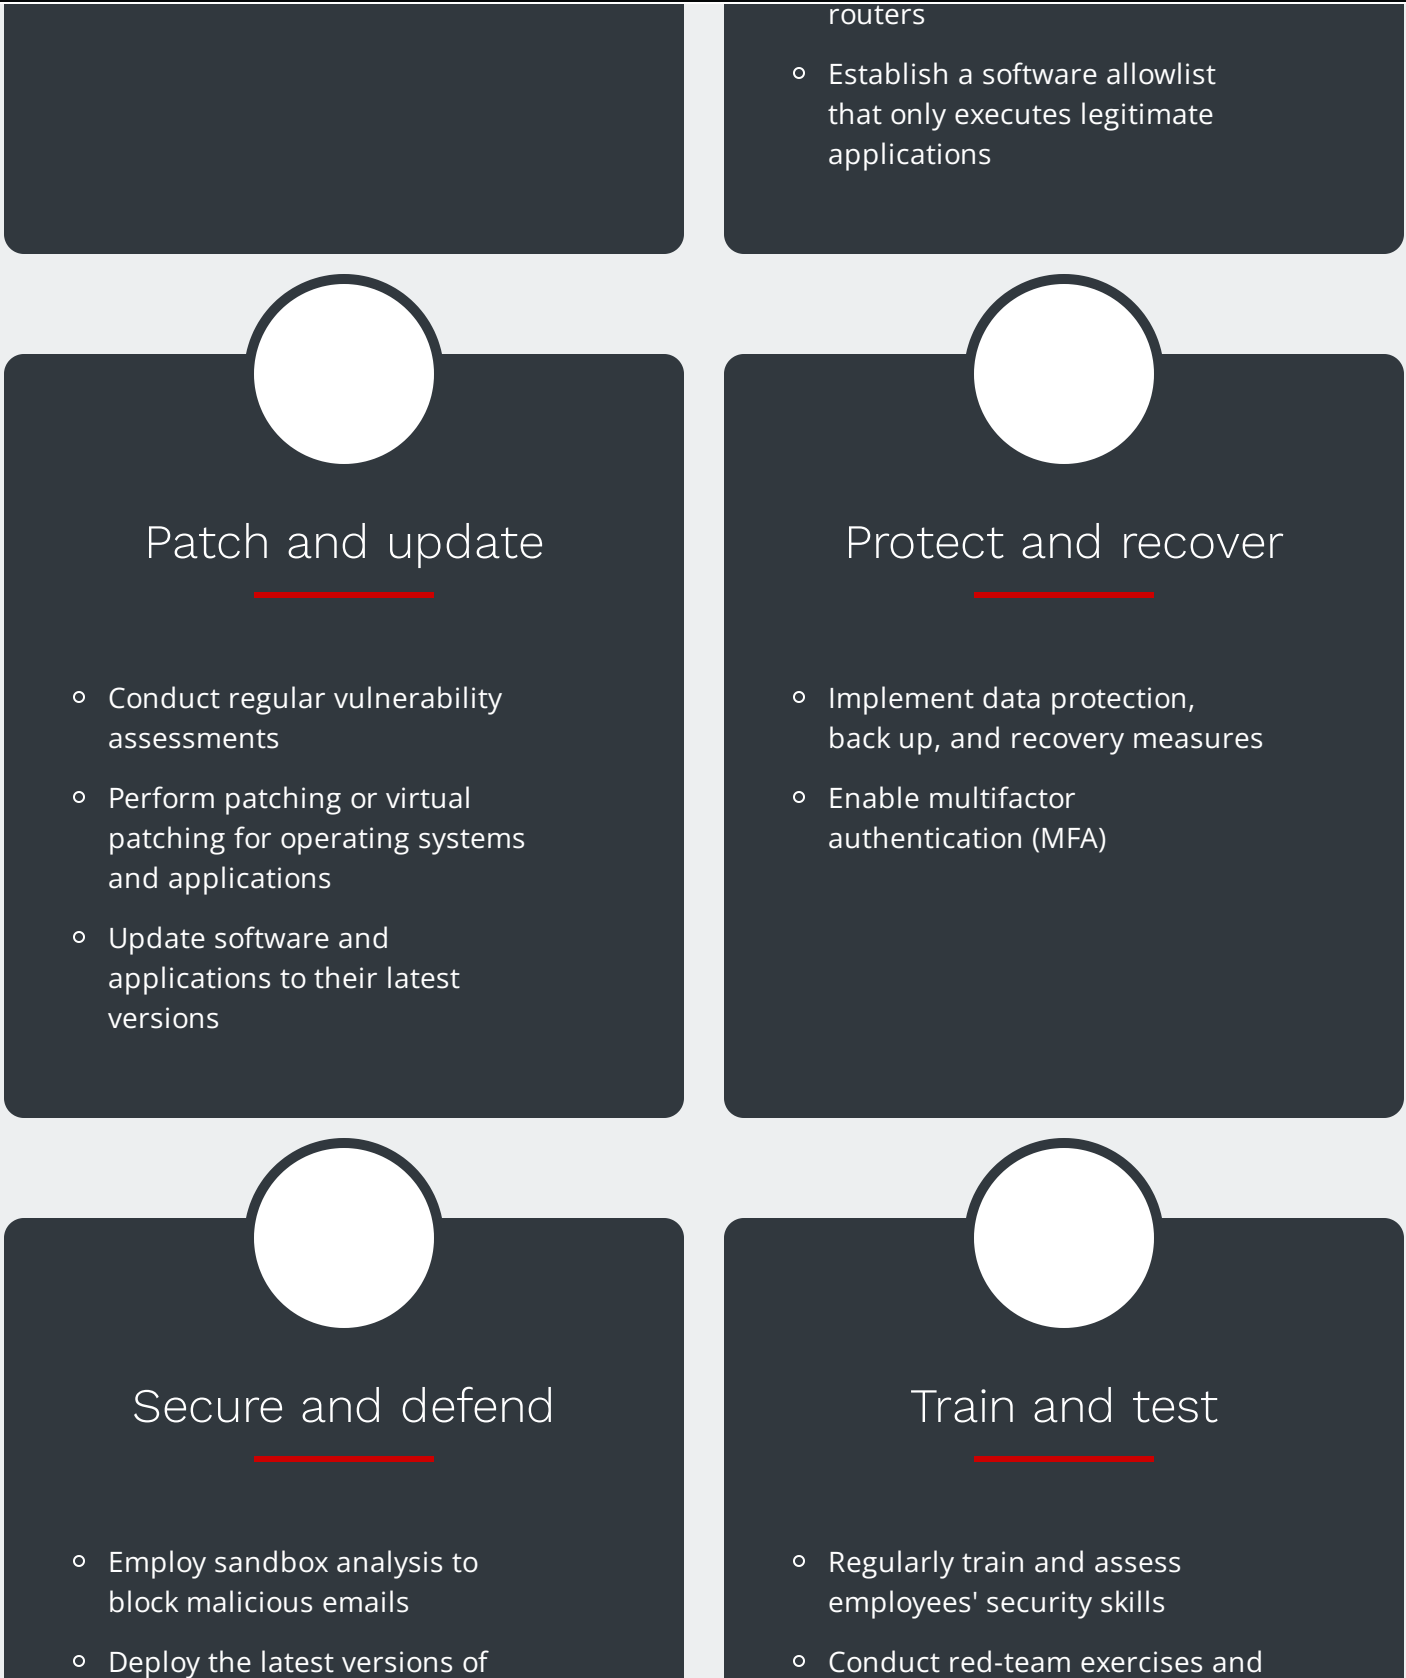 routers
Establish a software allowlist
that only executes legitimate
applications
Patch and update
Conduct regular vulnerability
assessments
Perform patching or virtual
patching for operating systems
and applications
Update software and
applications to their latest
versions
Protect and recover
Implement data protection,
back up, and recovery measures
Enable multifactor
authentication (MFA)
Secure and defend
Employ sandbox analysis to
block malicious emails
Deploy the latest versions of
Train and test
Regularly train and assess
employees' security skills
Conduct red-team exercises and